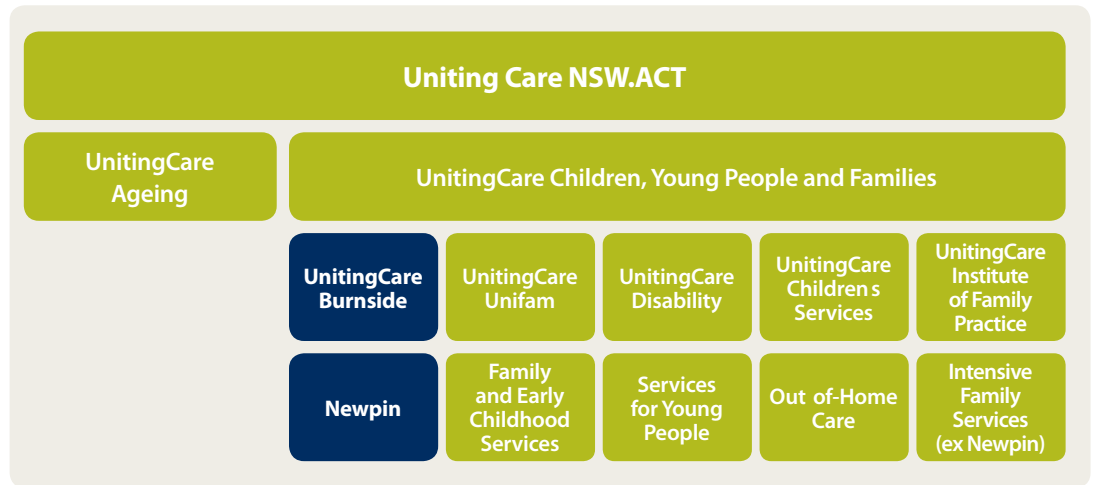 Uniting Care NSW.ACT
UnitingCare
Ageing
UnitingCare Children, Young People and Families
UnitingCare
Burnside
UnitingCare
Unifam
UnitingCare
Disability
UnitingCare
Children s
Services
UnitingCare
Institute
of Family
Practice
Newpin
Family
and Early
Childhood
Services
Services
for Young
People
Out of-Home
Care
Intensive
Family
Services
(ex Newpin)